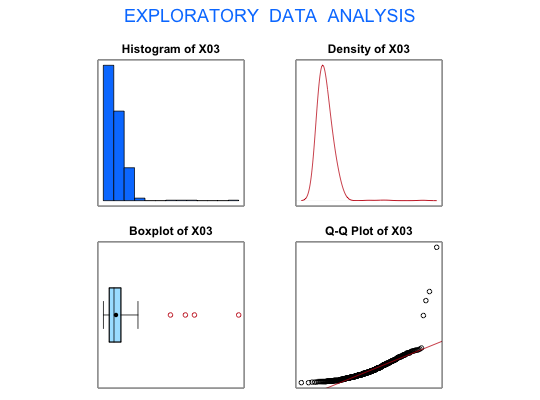 EXPLORATORY DATA ANALYSIS
Histogram of X03
Density of X03
Boxplot of X03
Q-Q Plot of X03